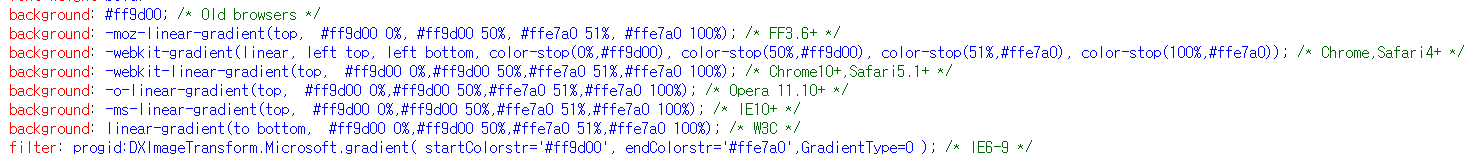 background: #ff9d00; /* Old browsers */
background: -moz-linear-gradient(top,  #ff9d00 0%, #ff9d00 50%, #ffe7a0 51%, #ffe7a0 100%); /* FF3.6+ */
background: -webkit-gradient(linear, left top, left bottom, color-stop(0%,#ff9d00), color-stop(50%,#ff9d00), color-stop(51%,#ffe7a0), color-stop(100%,#ffe7a0)); /* Chrome,Safari4+ */
background: -webkit-linear-gradient(top,  #ff9d00 0%,#ff9d00 50%,#ffe7a0 51%,#ffe7a0 100%); /* Chrome10+,Safari5.1+ */
background: -o-linear-gradient(top,  #ff9d00 0%,#ff9d00 50%,#ffe7a0 51%,#ffe7a0 100%); /* Opera 11.10+ */
background: -ms-linear-gradient(top,  #ff9d00 0%,#ff9d00 50%,#ffe7a0 51%,#ffe7a0 100%); /* IE10+ */
background: linear-gradient(to bottom,  #ff9d00 0%,#ff9d00 50%,#ffe7a0 51%,#ffe7a0 100%); /* W3C */
filter: progid:DXImageTransform.Microsoft.gradient( startColorstr='#ff9d00', endColorstr='#ffe7a0',GradientType=0 ); /* IE6-9 */